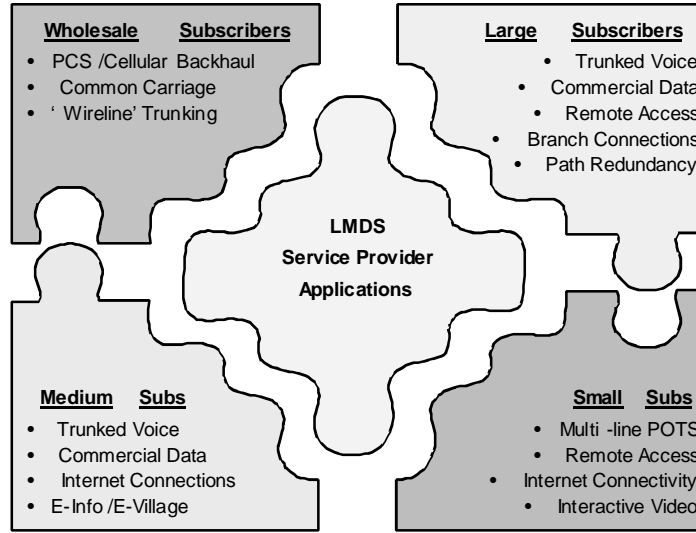 Wholesale Subscribers
• PCS /Cellular Backhaul
• Common Carriage
• ‘ Wireline’ Trunking
Large Subscribers
• Trunked Voice
• Commercial Data
• Remote Access
• Branch Connections
• Path Redundancy
LMDS
Service Provider
Applications
Medium Subs
• Trunked Voice
• Commercial Data
• Internet Connections
• E-Info /E-Village
Small Subs
• Multi -line POTS
• Remote Access
• Internet Connectivity
• Interactive Video